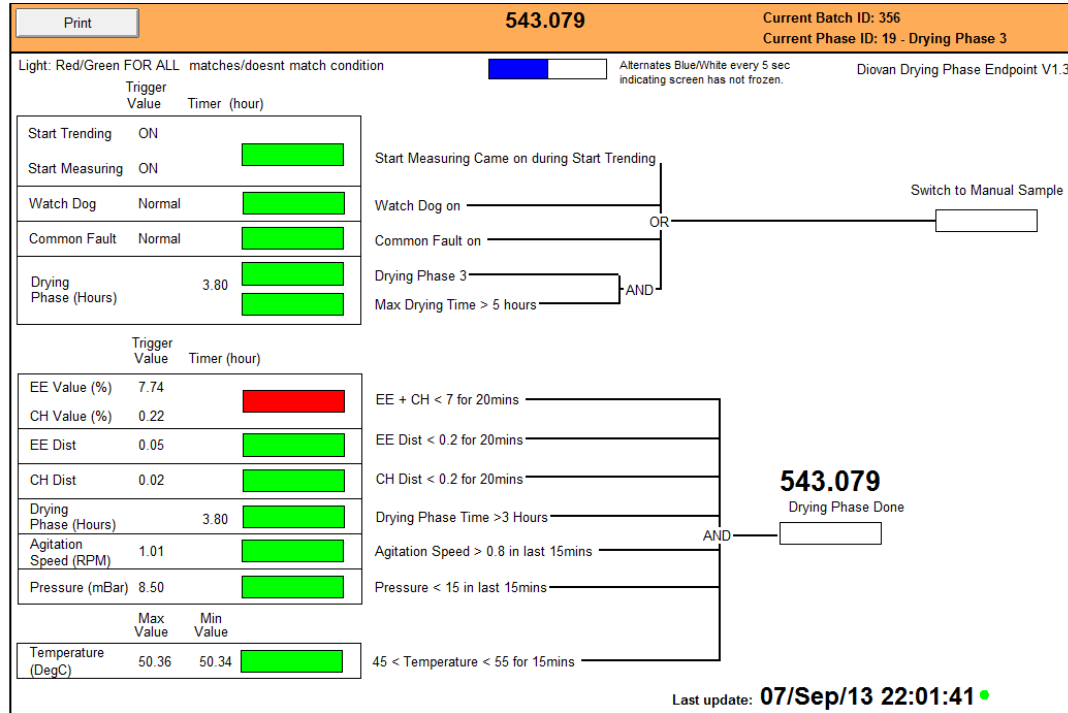 Print
543.079
Current Batch ID: 356
Current Phase ID: 19 - Drying Phase 3
Light: Red/Green FOR ALL matches/doesnt match condition
Alternates Blue/White every 5 sec
indicating screen has not frozen.
Diovan Drying Phase Endpoint V1.3
Trigger
Value Timer (hour)
Start Trending ON
Start Measuring ON
Start Measuring Came on during Start Trending
Watch Dog Normal
Watch Dog on
Common Fault Normal
Common Fault on
Drying
Phase (Hours) 3.80
Drying Phase 3
Max Drying Time > 5 hours
AND
OR
Switch to Manual Sample
Trigger
Value Timer (hour)
EE Value (%) 7.74
CH Value (%) 0.22
EE + CH < 7 for 20mins
EE Dist 0.05
EE Dist < 0.2 for 20mins
CH Dist 0.02
CH Dist < 0.2 for 20mins
Drying
Phase (Hours) 3.80
Drying Phase Time >3 Hours
Agitation
Speed (RPM) 1.01
Agitation Speed > 0.8 in last 15mins
Pressure (mBar) 8.50
Pressure < 15 in last 15mins
Max
Value
Min
Value
Temperature
(DegC) 50.36 50.34
45 < Temperature < 55 for 15mins
AND
543.079
Drying Phase Done
Last update: 07/Sep/13 22:01:41